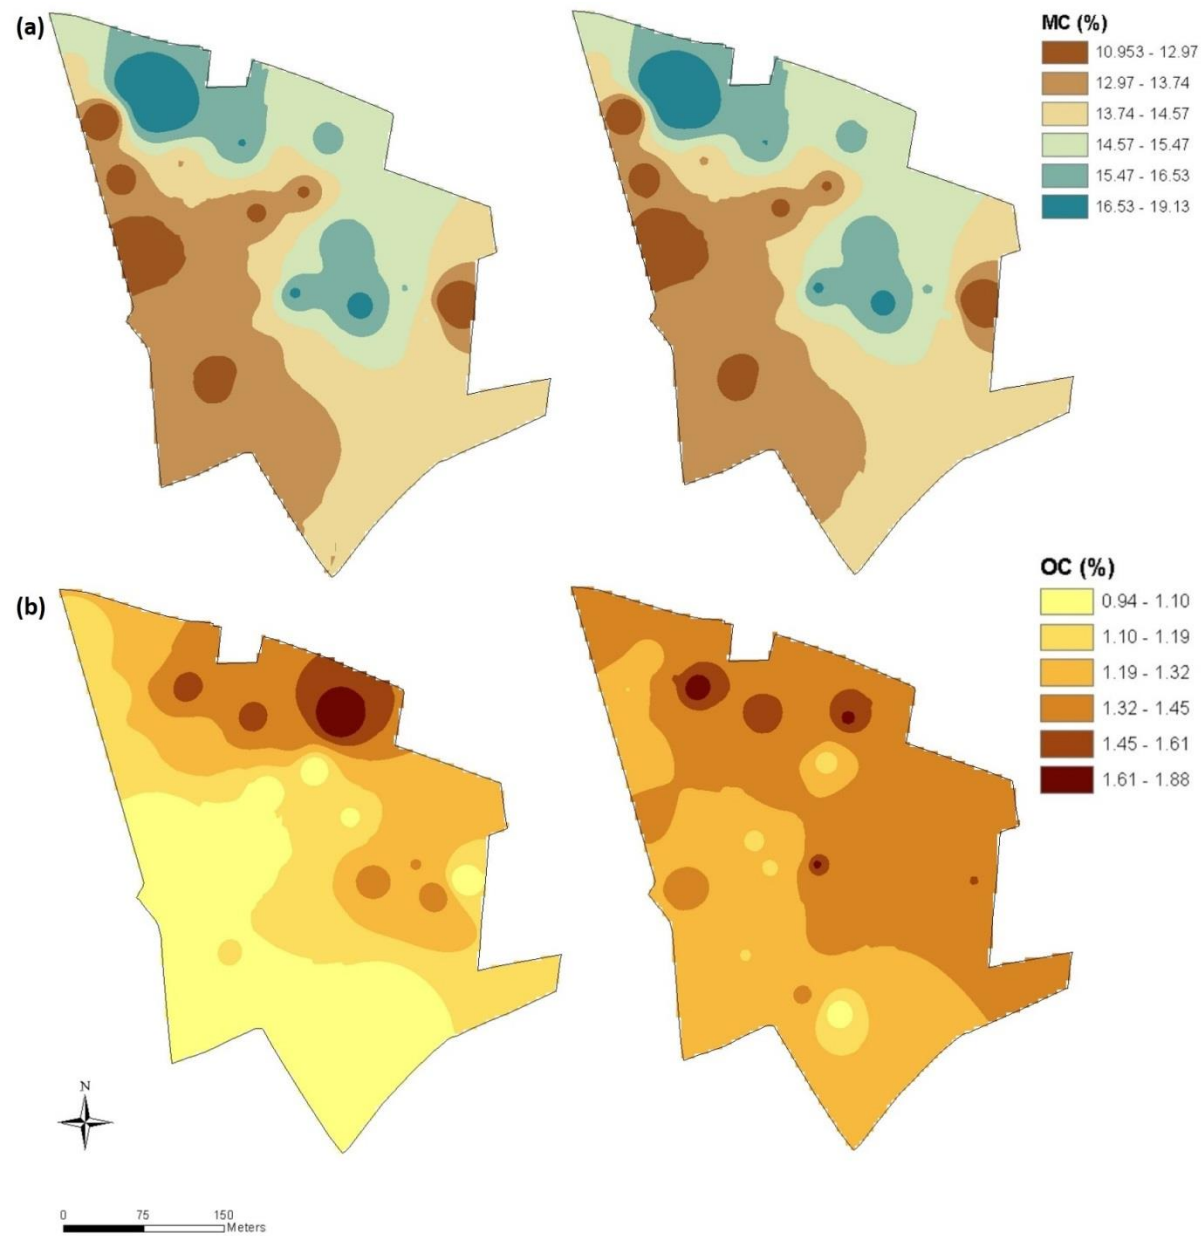 (a)
MC (%)
10.953 - 12.97
12.97 - 13.74
13.74 - 14.57
14.57 - 15.47
15.47 - 16.53
16.53 - 19.13
(b)
OC (%)
0.94 - 1.10
1.10 - 1.19
1.19 - 1.32
1.32 - 1.45
1.45 - 1.61
1.61 - 1.88
N
0 75 150
Meters